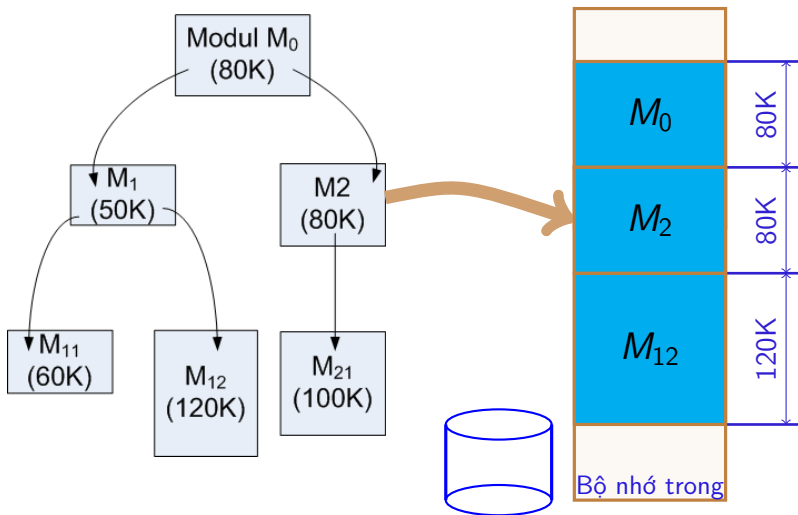 Modul M₀
(80K)
M₁
(50K)
M2
(80K)
M₁₁
(60K)
M₁₂
(120K)
M₂₁
(100K)
M₀
80K
M₂
80K
M₁₂
120K
Bộ nhớ trong